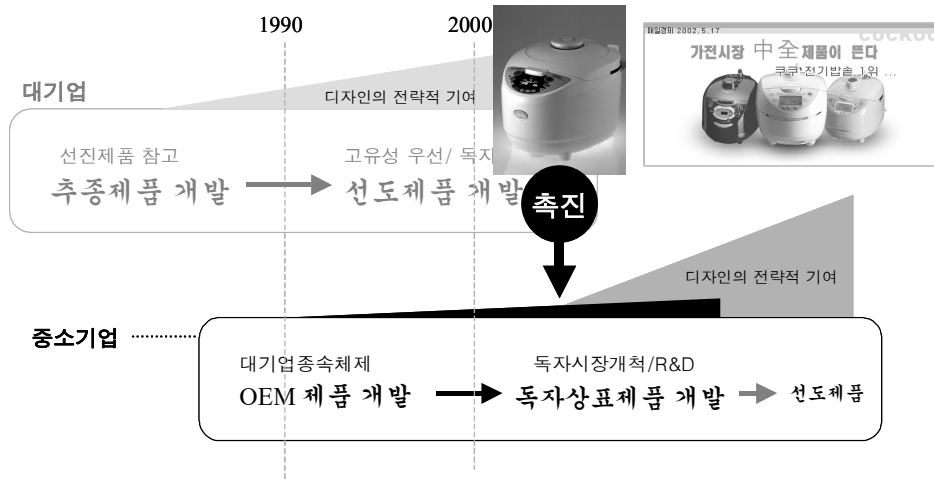 1990
2000
매일경제 2002.5.17
CUCKOO
가전시장 中 全 제품이 뜬다
쿠쿠 전기밥솥 1위 ...
대기업
디자인의 전략적 기여
선진제품 참고
추종제품 개발
고유성 우선/ 독자
선도제품 개발
촉진
디자인의 전략적 기여
중소기업
대기업종속체제
OEM 제품 개발
독자시장개척/R&D
독자상표제품 개발
선도제품